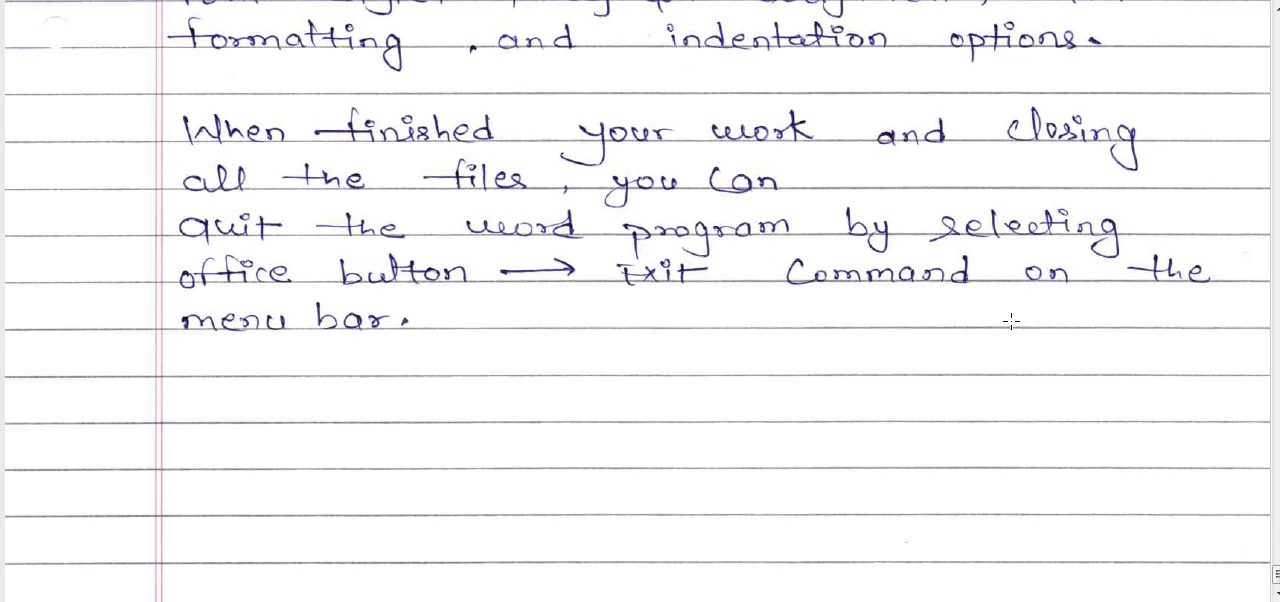 formatting , and indentation options.
When finished your work and closing
all the files, you can
quit the word program by selecting
office button → Exit Command on the
menu bar.